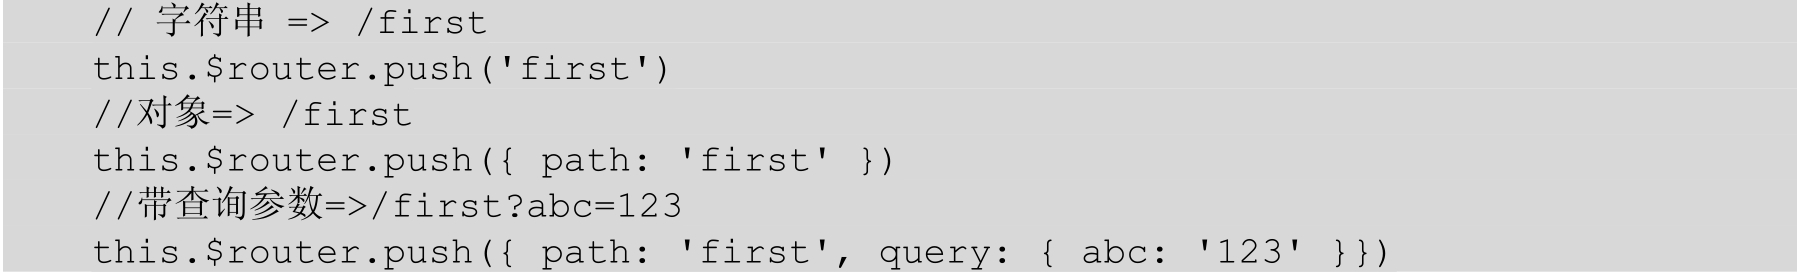 // 字符串 => /first
this.$router.push('first')
//对象=> /first
this.$router.push({ path: 'first' })
//带查询参数=>/first?abc=123
this.$router.push({ path: 'first', query: { abc: '123' }})